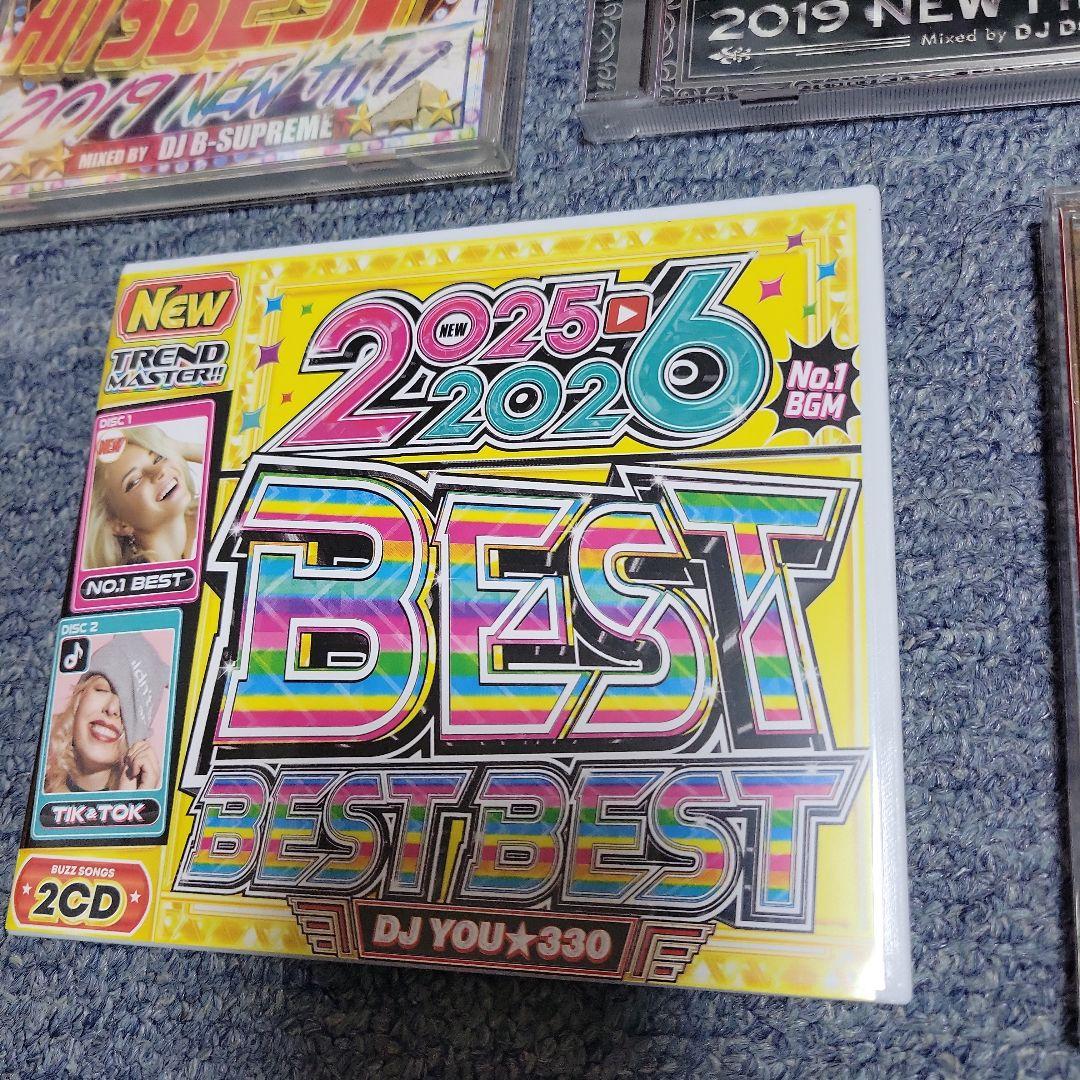 HITSBEST
2019 NEW HITS
MIXED BY DJ B-SUPREME
2019 NEW
Mixed by DJ
NEW
TREND
MASTER!!
2025
NEW
2026
No.1
BGM
DISC 1
NEW
NO.1 BEST
DISC 2
TIK&TOK
BUZZ SONGS
2CD
BEST
BEST BEST
DJ YOU★330